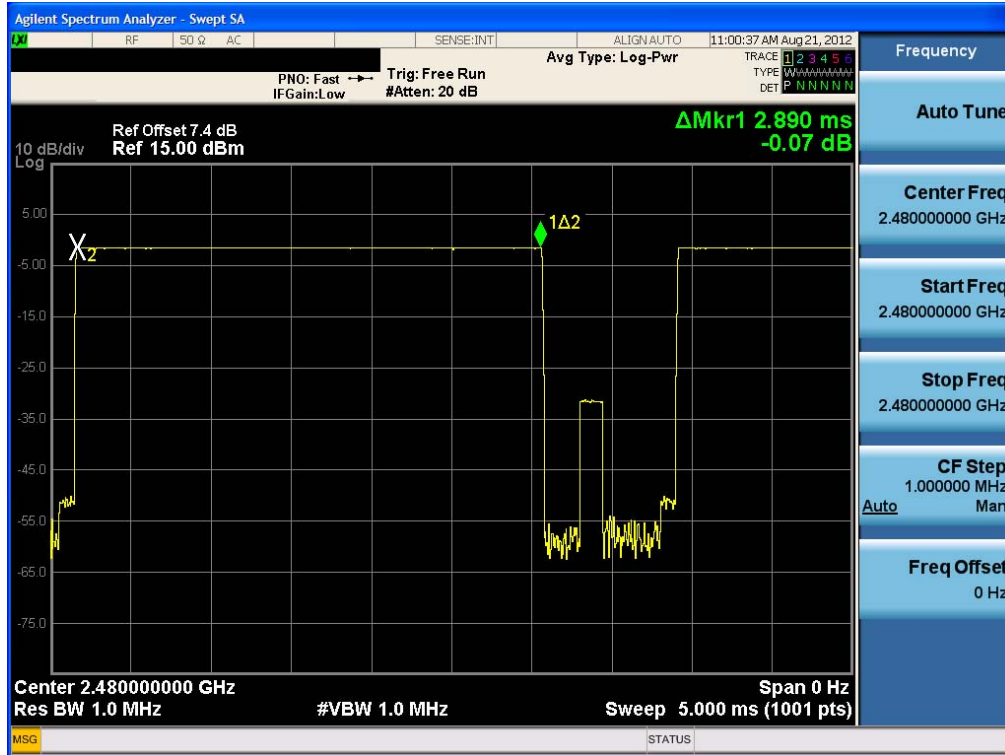 Agilent Spectrum Analyzer - Swept SA
LXI RF 50 Ω AC SENSE:INT ALIGN AUTO 11:00:37 AM Aug 21, 2012
Avg Type: Log-Pwr
TRACE 1 2 3 4 5 6
TYPE
DET P N N N N N
PNO: Fast
IFGain:Low
Trig: Free Run
#Atten: 20 dB
ΔMkr1 2.890 ms
-0.07 dB
Ref Offset 7.4 dB
10 dB/div Ref 15.00 dBm
Log
5.00
-5.00
-15.0
-25.0
-35.0
-45.0
-55.0
-65.0
-75.0
X2
1Δ2
Center 2.480000000 GHz Span 0 Hz
Res BW 1.0 MHz #VBW 1.0 MHz Sweep 5.000 ms (1001 pts)
MSG STATUS
Frequency
Auto Tune
Center Freq
2.480000000 GHz
Start Freq
2.480000000 GHz
Stop Freq
2.480000000 GHz
CF Step
1.000000 MHz
Auto Man
Freq Offset
0 Hz